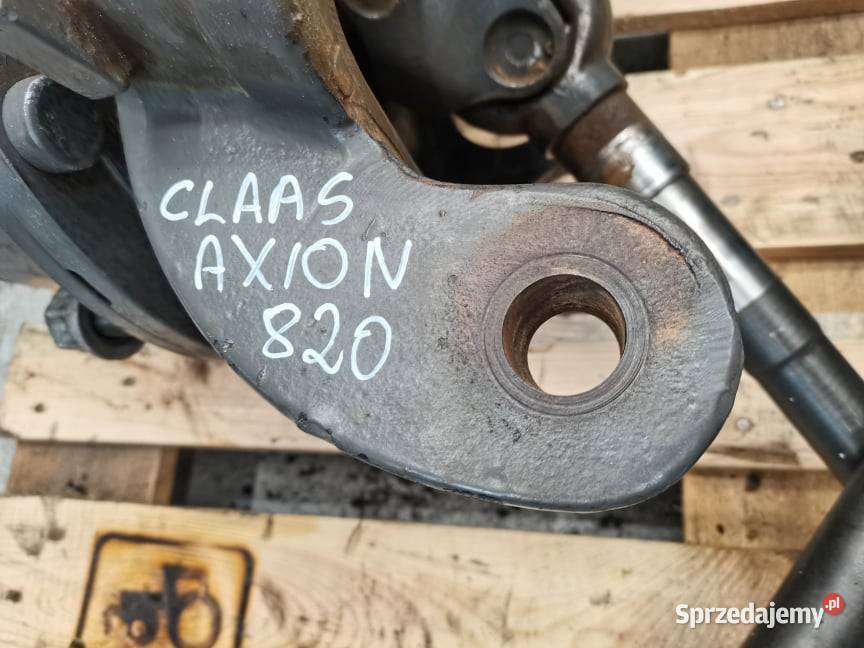 CLAAS
AXION
820
Sprzedajemy.pl